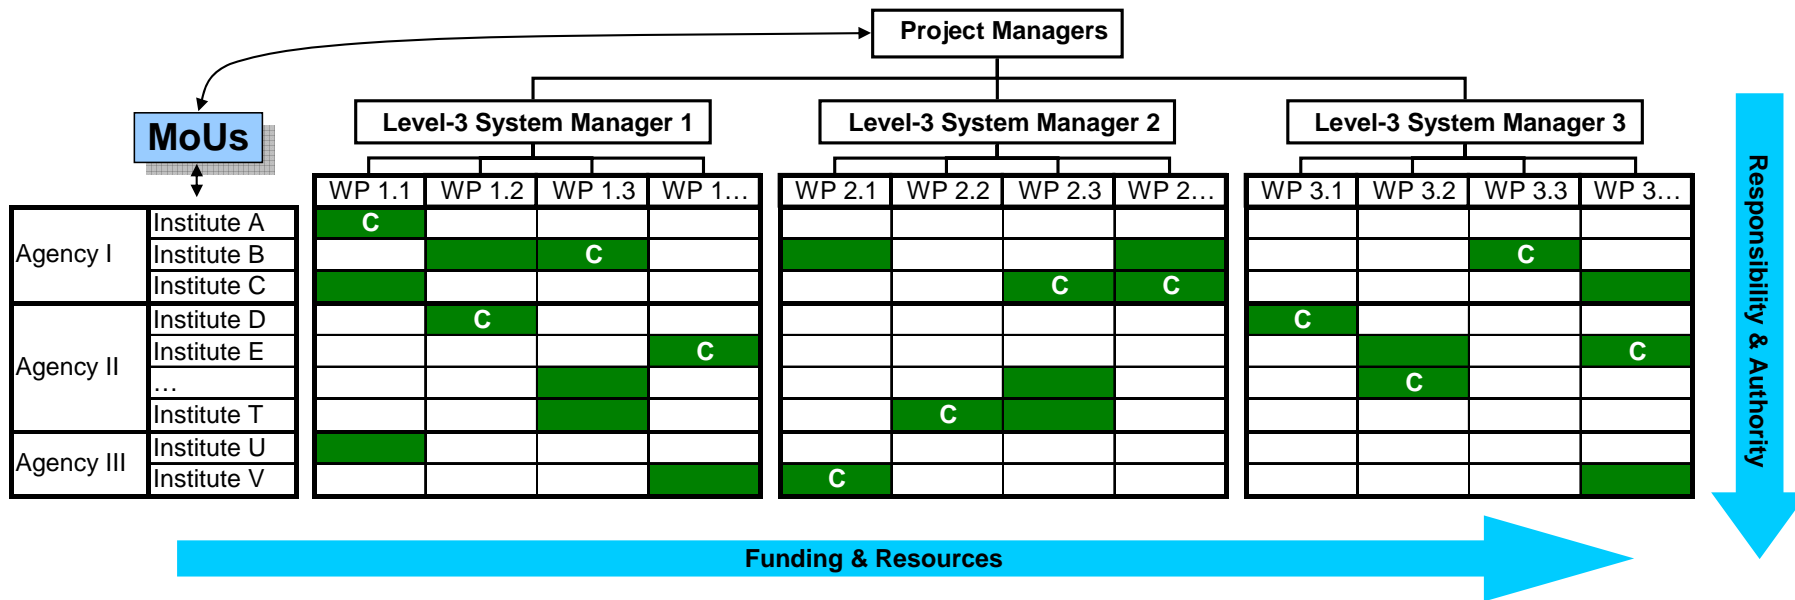 Project Managers
MoUs
Level-3 System Manager 1
Level-3 System Manager 2
Level-3 System Manager 3
WP 1.1 WP 1.2 WP 1.3 WP 1… WP 2.1 WP 2.2 WP 2.3 WP 2… WP 3.1 WP 3.2 WP 3.3 WP 3…
Agency I
Institute A C
Institute B C C
Institute C C C
Agency II
Institute D C C
Institute E C C
… C
Institute T C
Agency III
Institute U
Institute V C
Responsibility & Authority
Funding & Resources